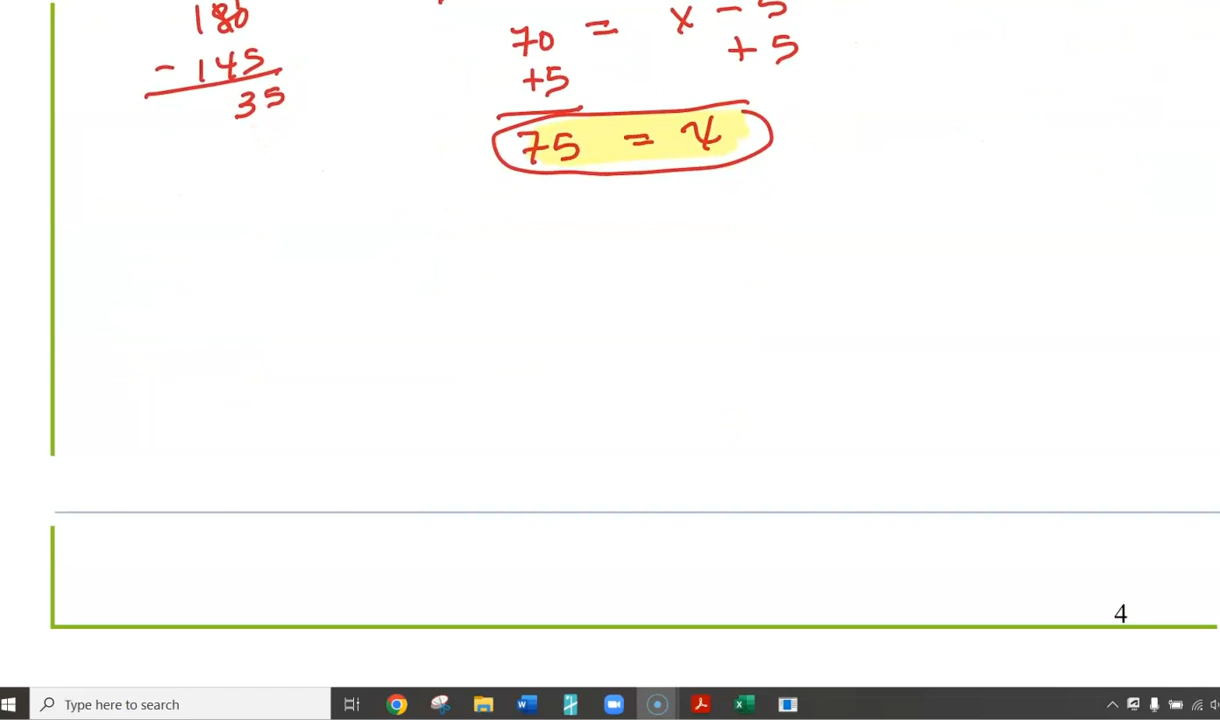 180
- 145
35
70 = x - 5
+5 + 5
75 = x
4
Type here to search